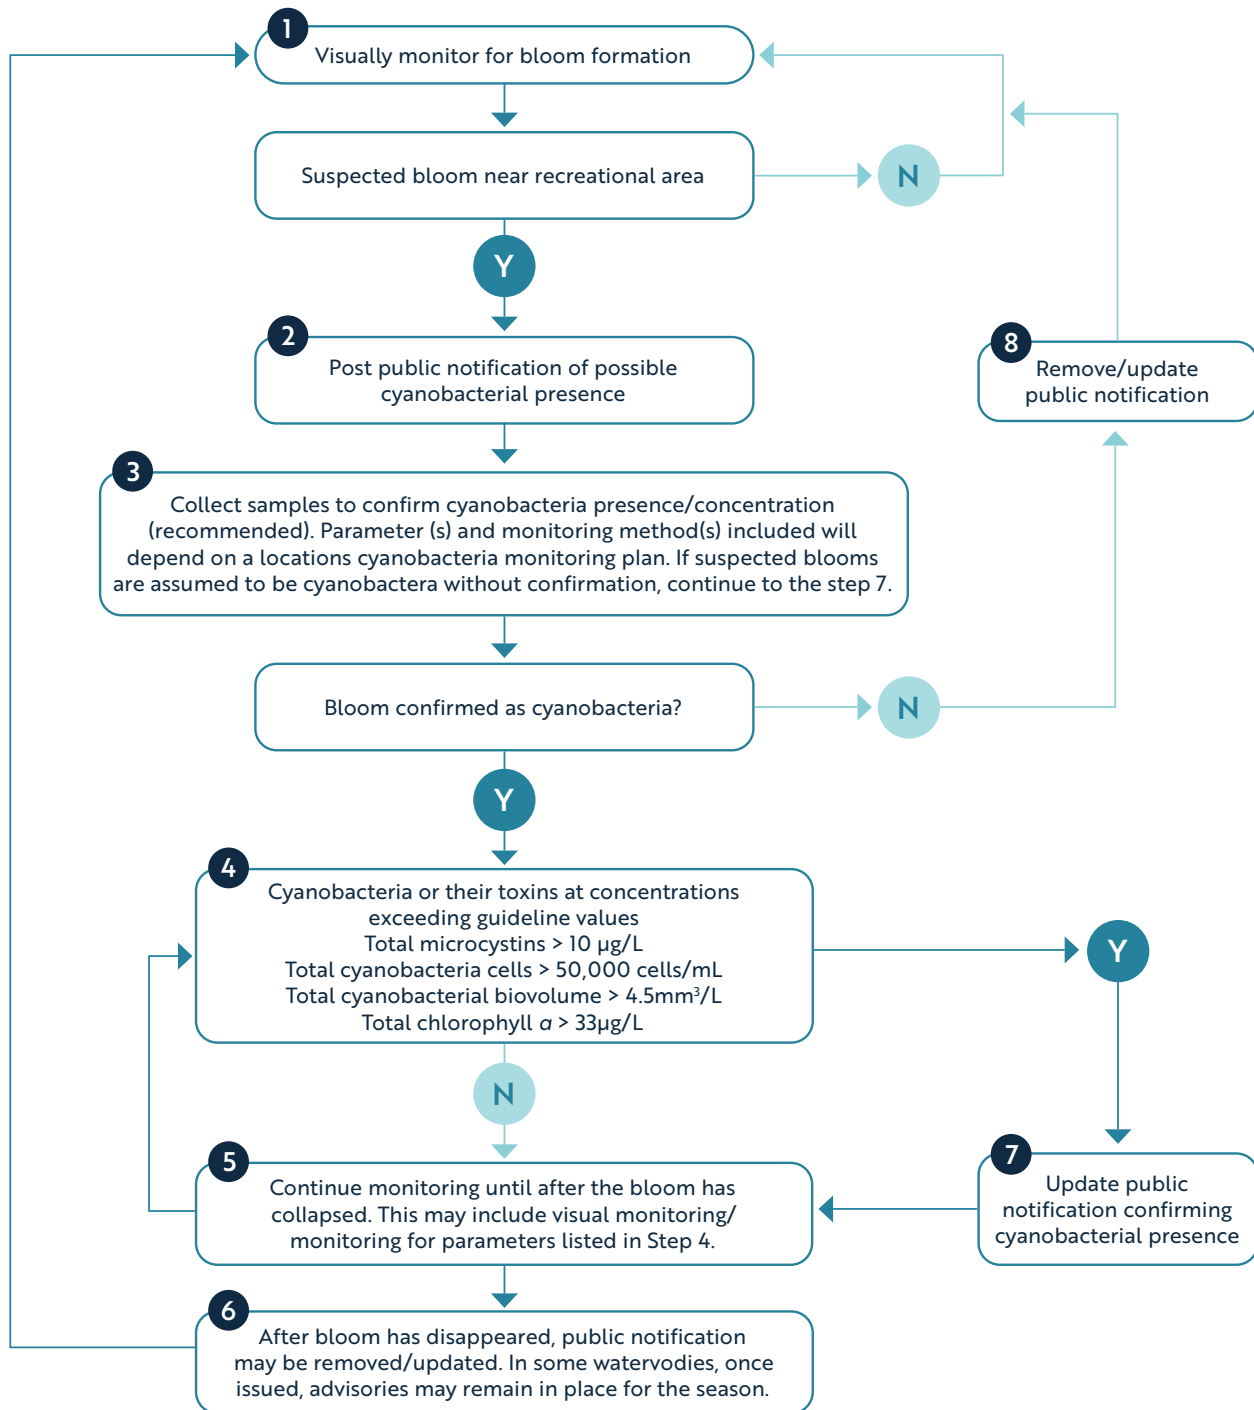 1
Visually monitor for bloom formation
Suspected bloom near recreational area
N
Y
2
Post public notification of possible
cyanobacterial presence
8
Remove/update
public notification
3
Collect samples to confirm cyanobacteria presence/concentration
(recommended). Parameter (s) and monitoring method(s) included will
depend on a locations cyanobacteria monitoring plan. If suspected blooms
are assumed to be cyanobactera without confirmation, continue to the step 7.
Bloom confirmed as cyanobacteria?
N
Y
4
Cyanobacteria or their toxins at concentrations
exceeding guideline values
Total microcystins > 10 µg/L
Total cyanobacteria cells > 50,000 cells/mL
Total cyanobacterial biovolume > 4.5mm³/L
Total chlorophyll a > 33µg/L
Y
N
5
Continue monitoring until after the bloom has
collapsed. This may include visual monitoring/
monitoring for parameters listed in Step 4.
7
Update public
notification confirming
cyanobacterial presence
6
After bloom has disappeared, public notification
may be removed/updated. In some watervodies, once
issued, advisories may remain in place for the season.